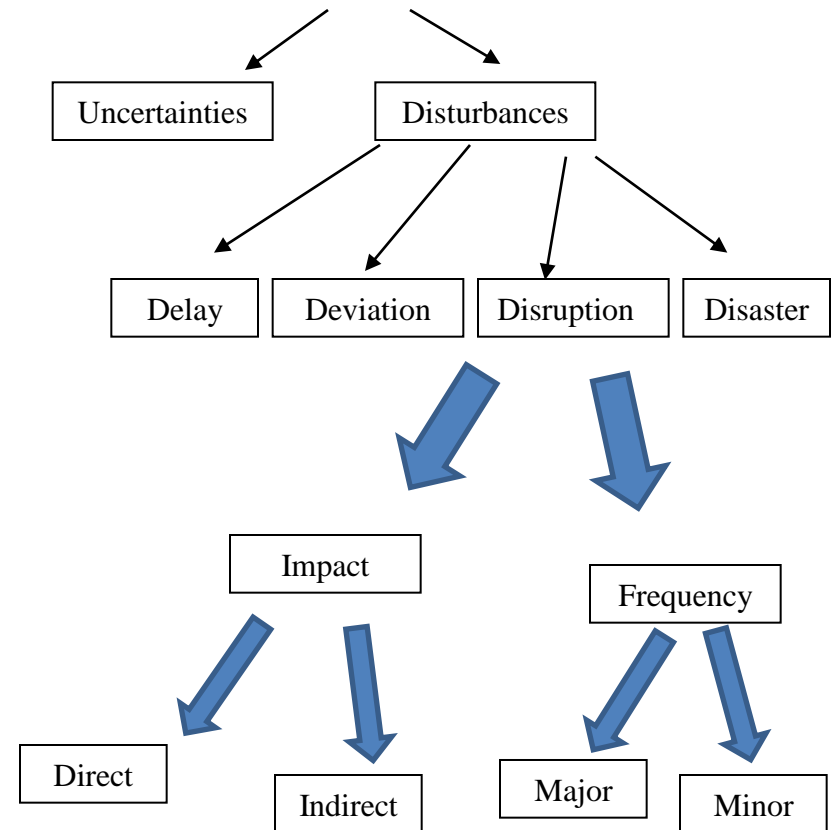 Uncertainties
Disturbances
Delay
Deviation
Disruption
Disaster
Impact
Frequency
Direct
Indirect
Major
Minor